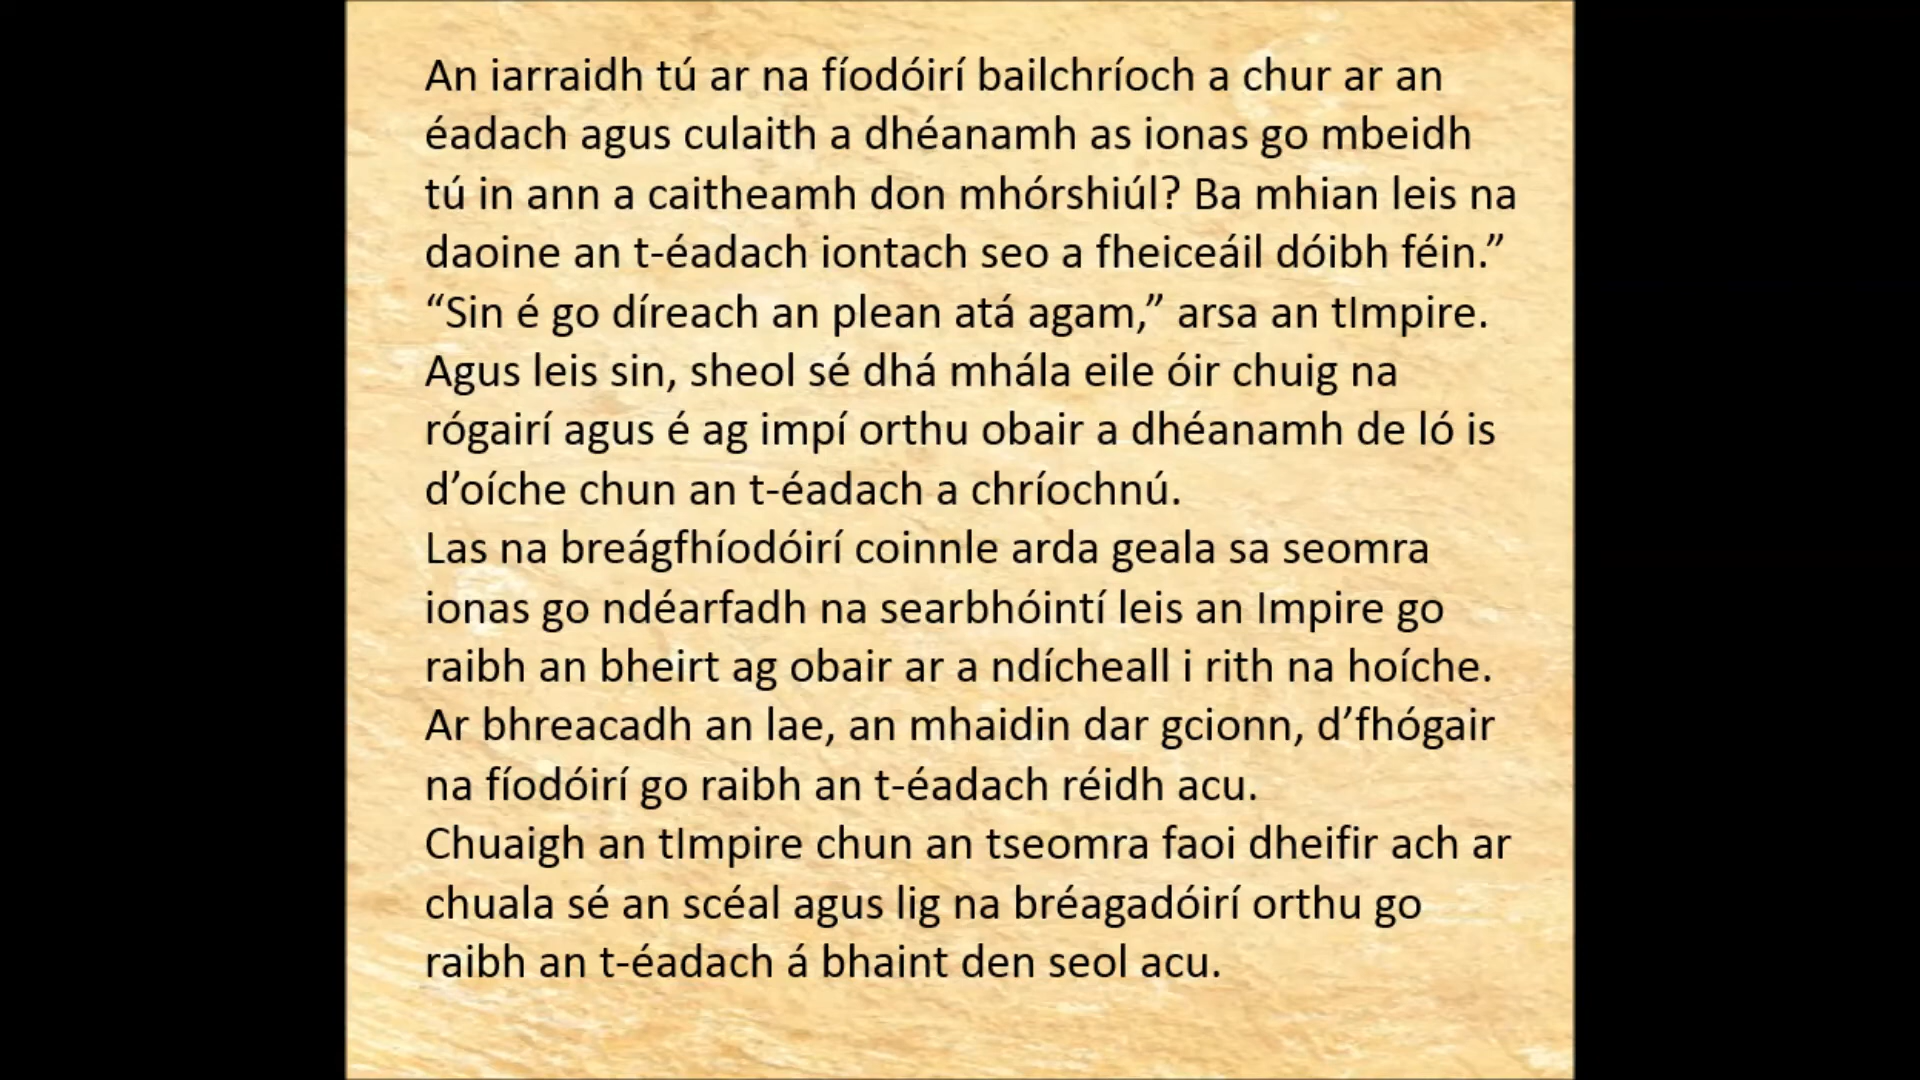 An iarraidh tú ar na fíodóirí bailchríoch a chur ar an
éadach agus culaith a dhéanamh as ionas go mbeidh
tú in ann a caitheamh don mhórshiúl? Ba mhian leis na
daoine an t-éadach iontach seo a fheiceáil dóibh féin.”
“Sin é go díreach an plean atá agam,” arsa an tImpire.
Agus leis sin, sheol sé dhá mhála eile óir chuig na
rógairí agus é ag impí orthu obair a dhéanamh de ló is
d’oíche chun an t-éadach a chríochnú.
Las na breágfhíodóirí coinnle arda geala sa seomra
ionas go ndéarfadh na searbhóintí leis an Impire go
raibh an bheirt ag obair ar a ndícheall i rith na hoíche.
Ar bhreacadh an lae, an mhaidin dar gcionn, d’fhógair
na fíodóirí go raibh an t-éadach réidh acu.
Chuaigh an tImpire chun an tseomra faoi dheifir ach ar
chuala sé an scéal agus lig na bréagadóirí orthu go
raibh an t-éadach á bhaint den seol acu.